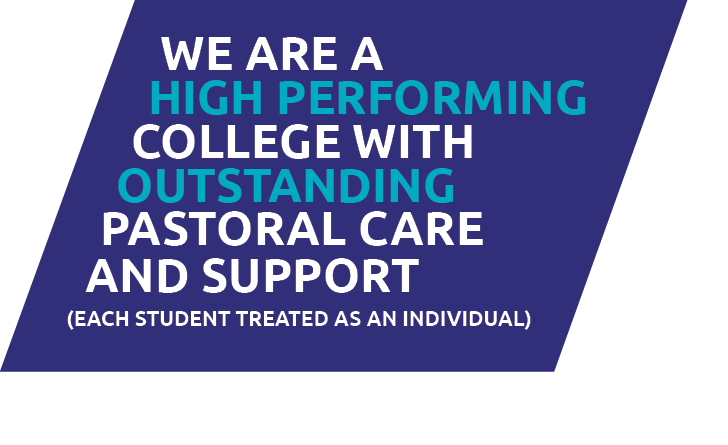 WE ARE A
HIGH PERFORMING
COLLEGE WITH
OUTSTANDING
PASTORAL CARE
AND SUPPORT
(EACH STUDENT TREATED AS AN INDIVIDUAL)